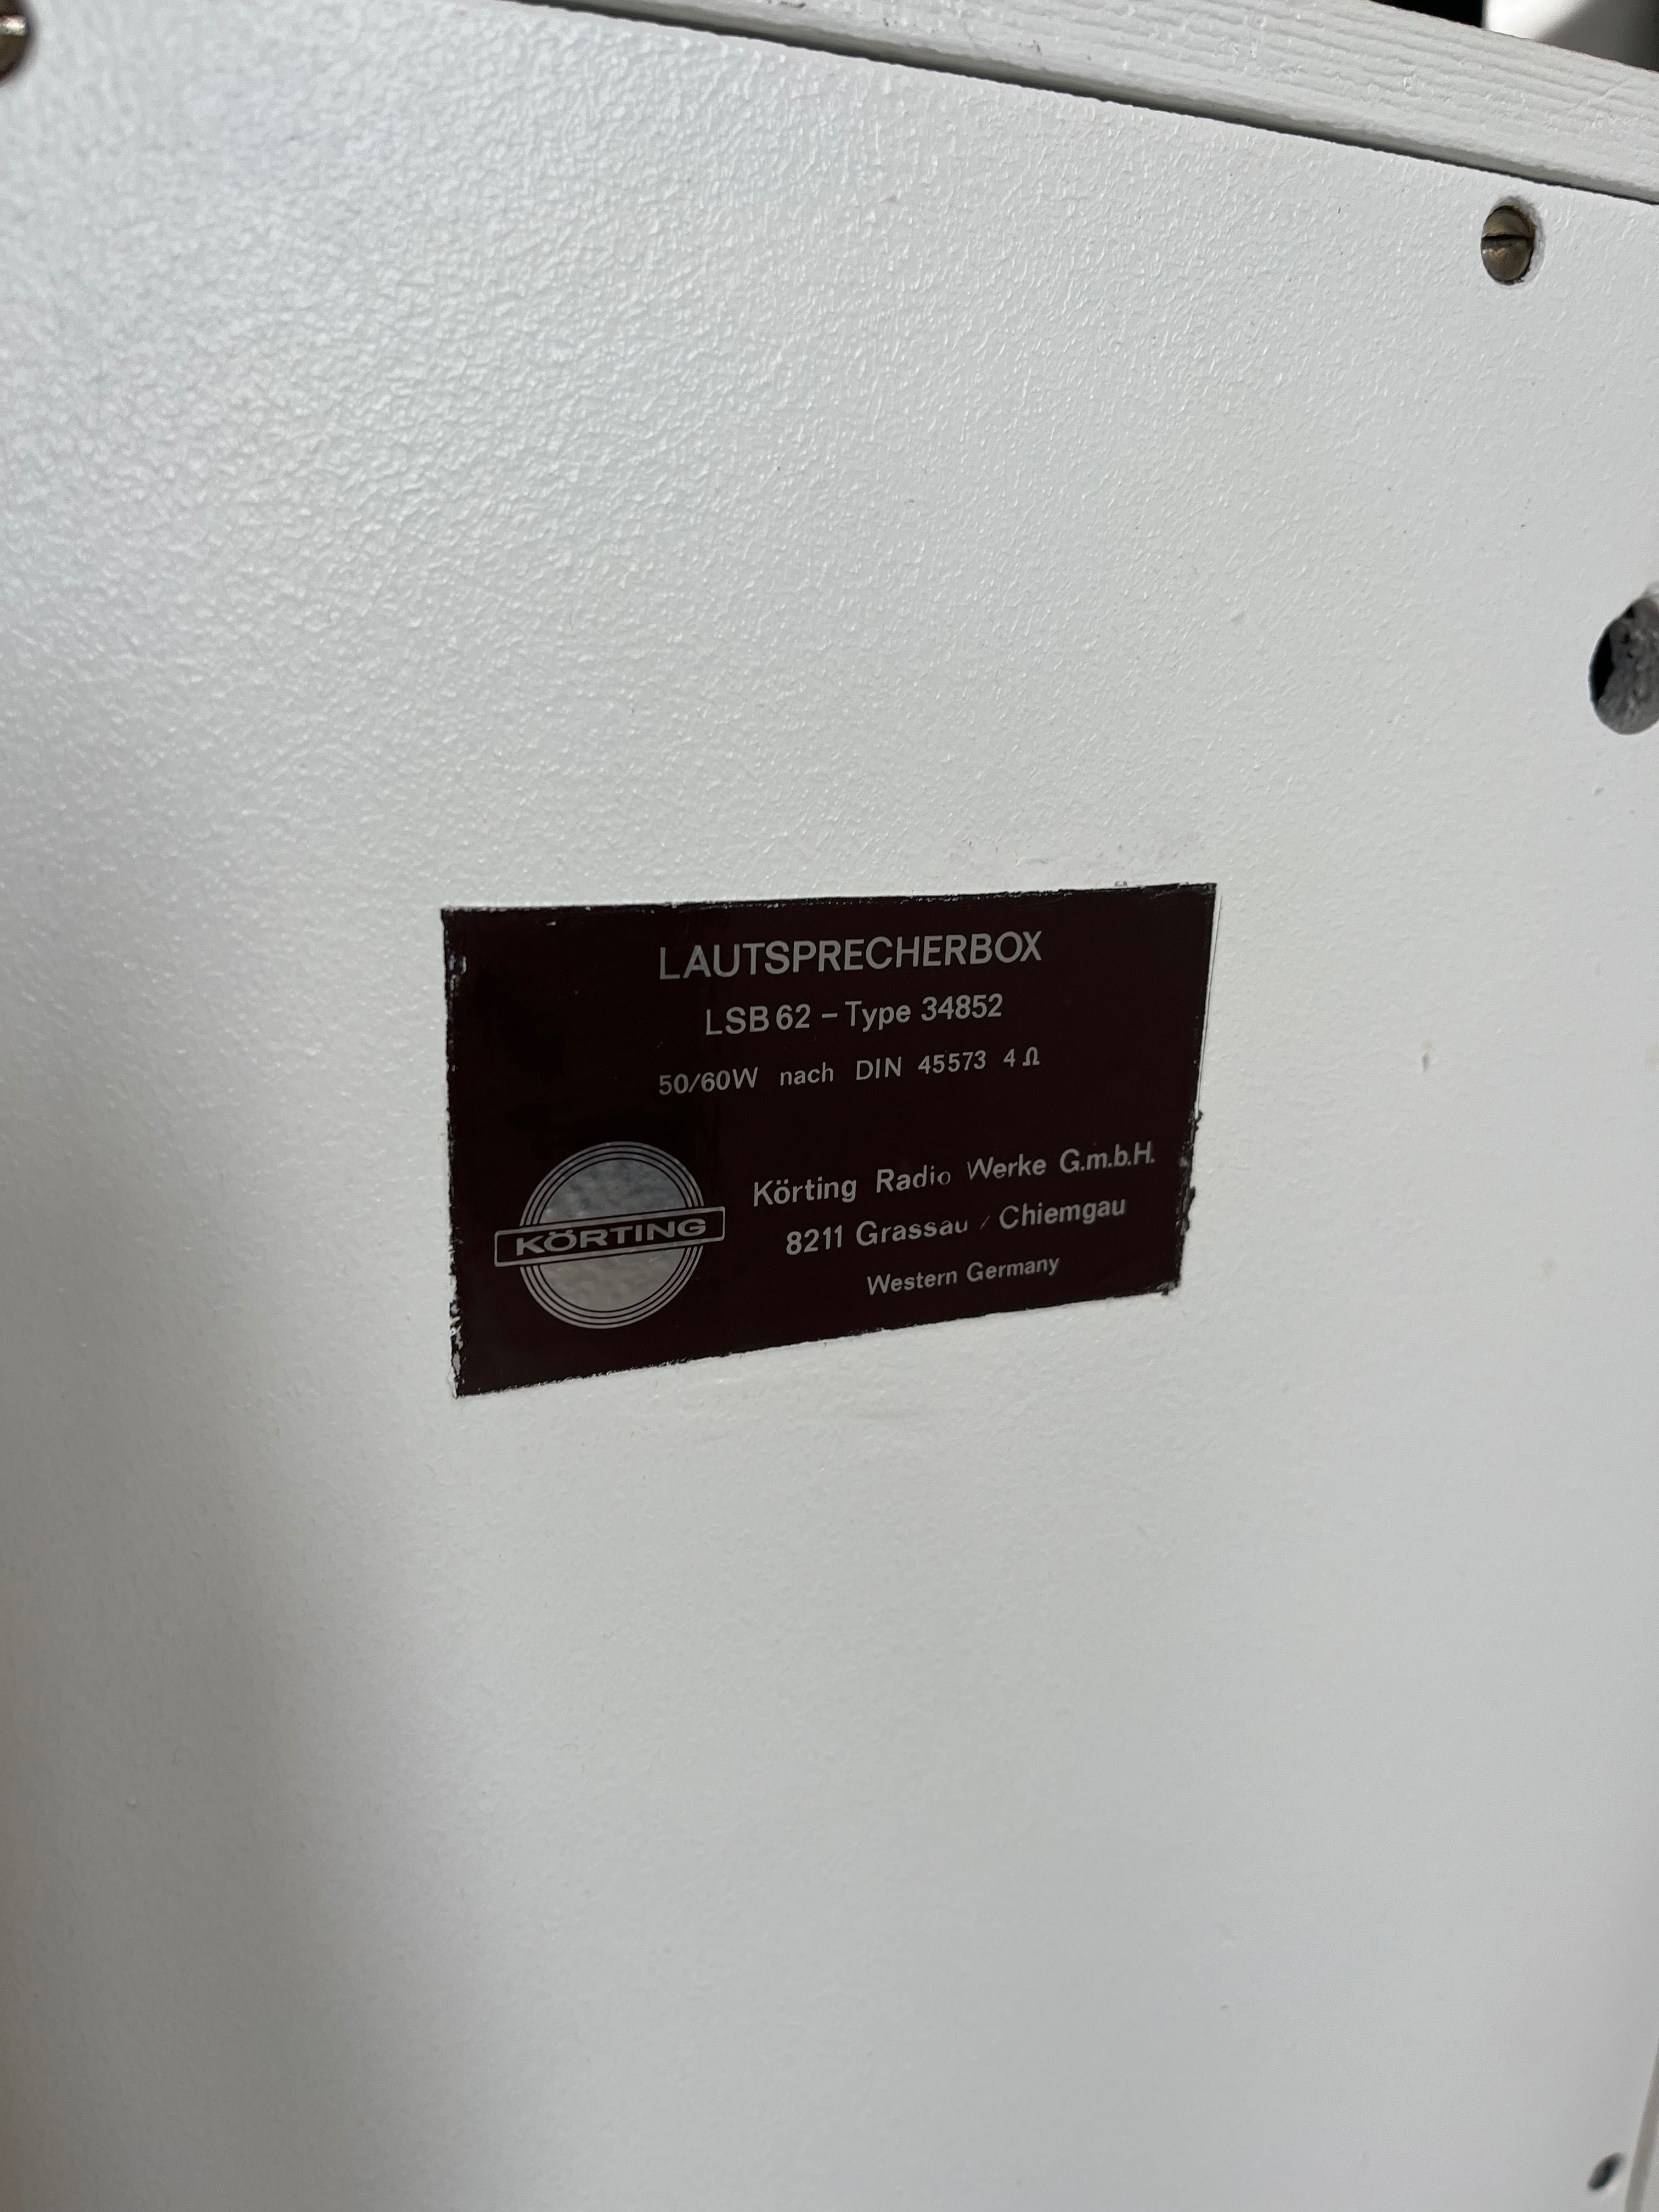 LAUTSPRECHERBOX
LSB 62 – Type 34852
50/60W nach DIN 45573 4 Ω
KÖRTING
Körting Radio Werke G.m.b.H.
8211 Grassau / Chiemgau
Western Germany